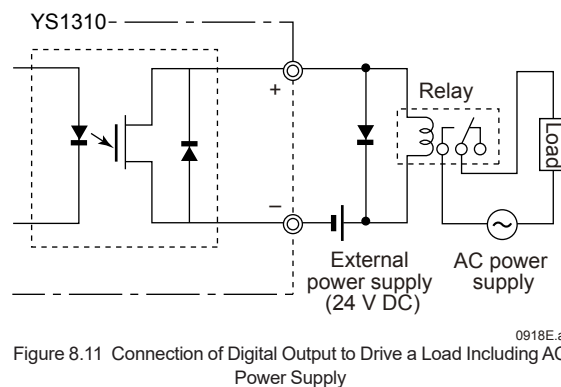 YS1310
+
Relay
Load
−
External
power supply
(24 V DC)
AC power
supply
0918E.a
Figure 8.11 Connection of Digital Output to Drive a Load Including AC
Power Supply